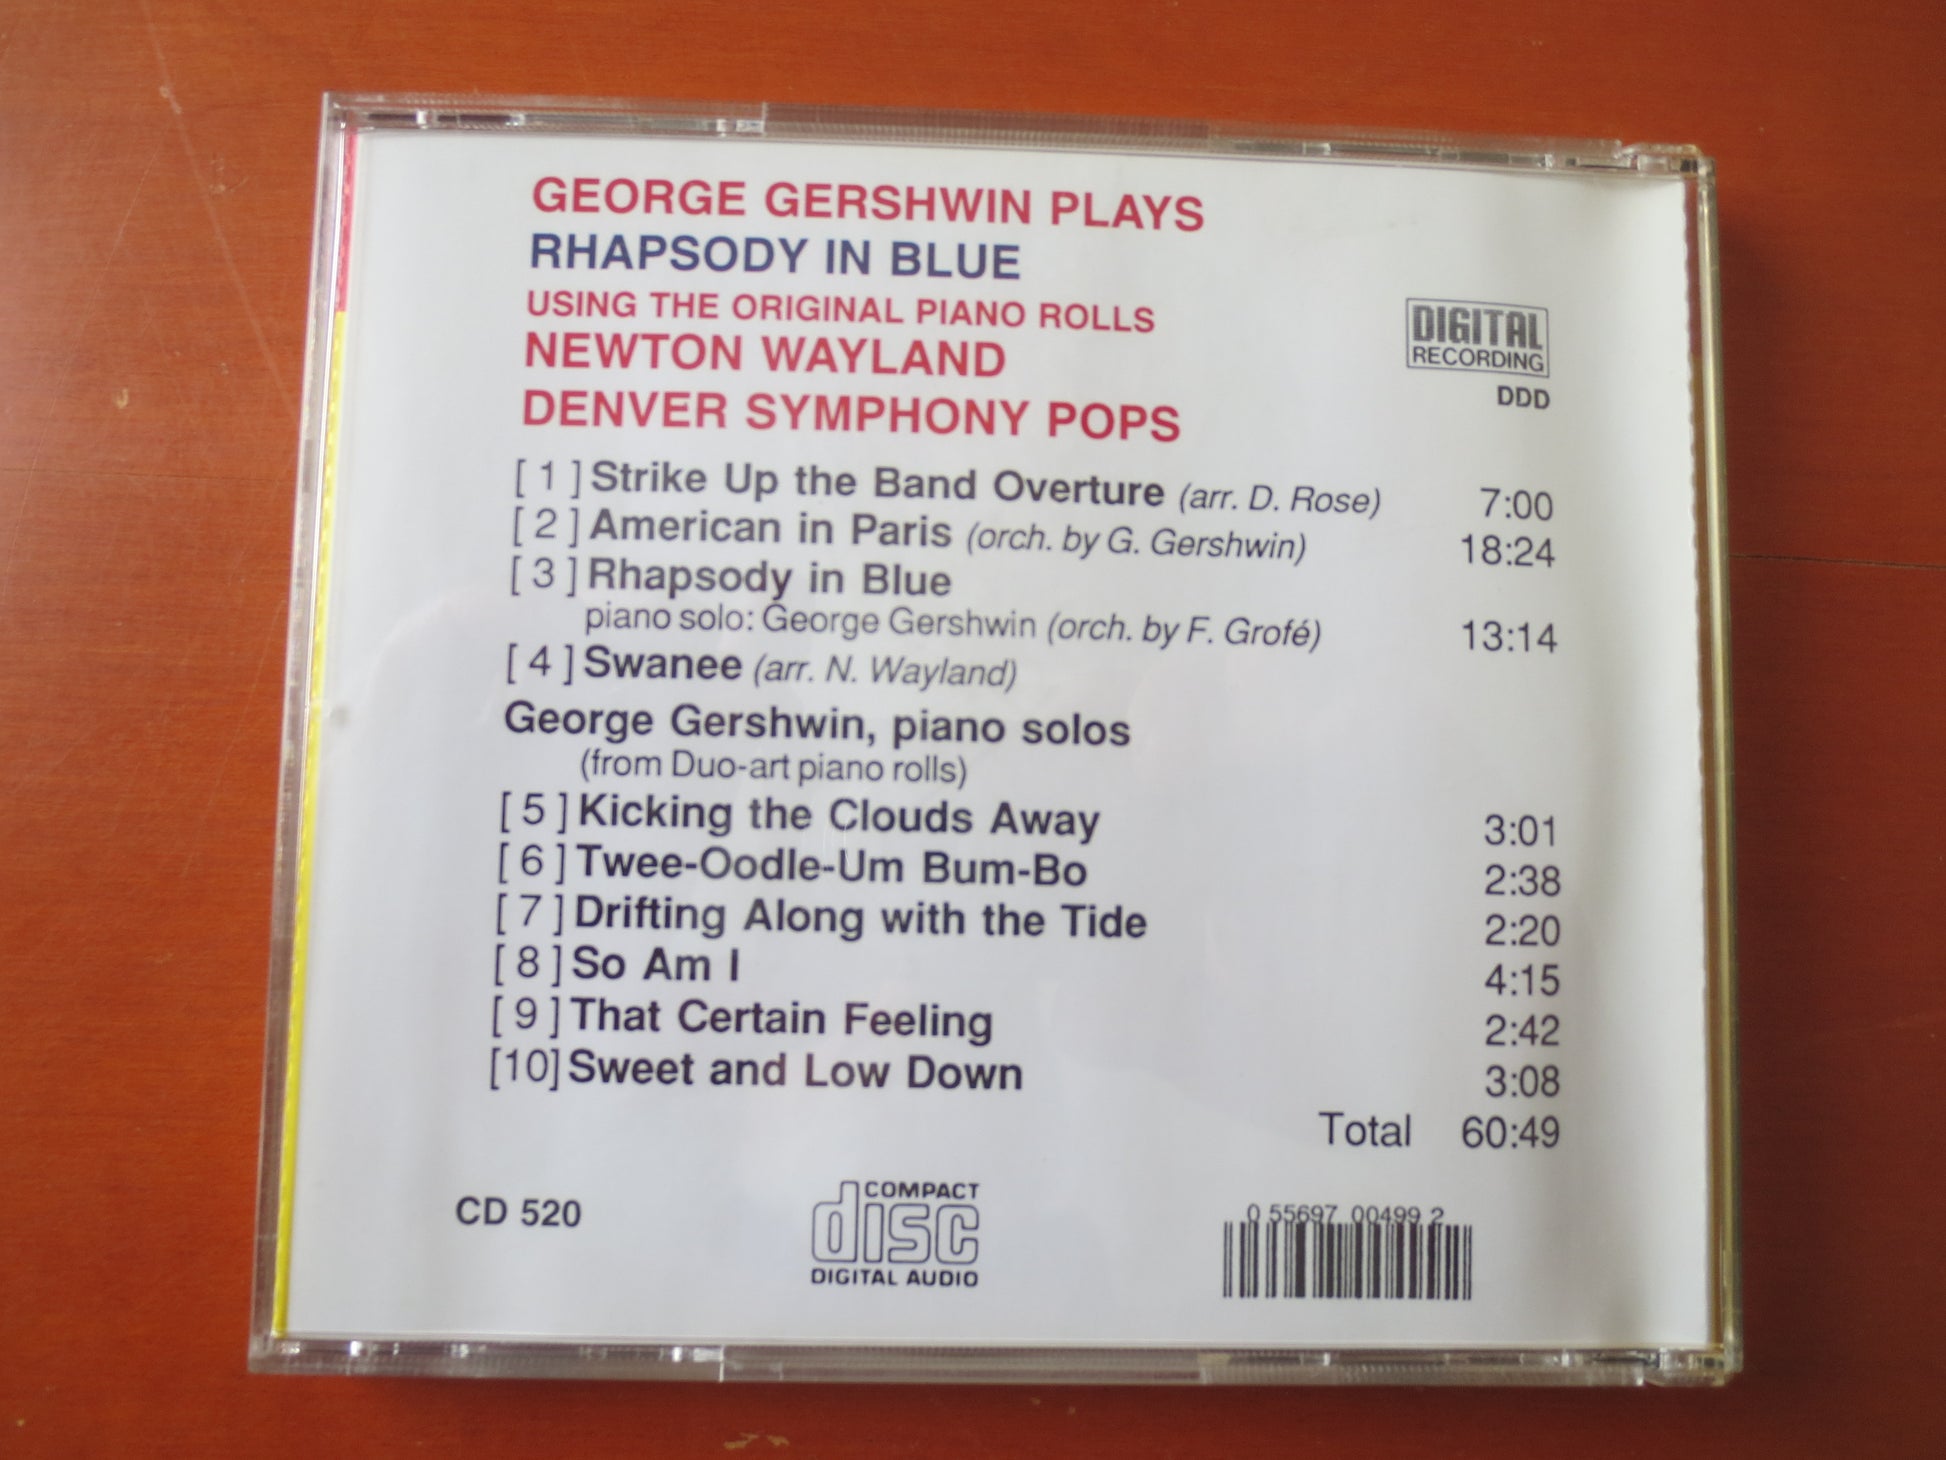 GEORGE GERSHWIN PLAYS
RHAPSODY IN BLUE
USING THE ORIGINAL PIANO ROLLS
NEWTON WAYLAND
DENVER SYMPHONY POPS
DIGITAL
RECORDING
DDD
[ 1 ] Strike Up the Band Overture (arr. D. Rose) 7:00
[ 2 ] American in Paris (orch. by G. Gershwin) 18:24
[ 3 ] Rhapsody in Blue
piano solo: George Gershwin (orch. by F. Grofé) 13:14
[ 4 ] Swanee (arr. N. Wayland)
George Gershwin, piano solos
(from Duo-art piano rolls)
[ 5 ] Kicking the Clouds Away 3:01
[ 6 ] Twee-Oodle-Um Bum-Bo 2:38
[ 7 ] Drifting Along with the Tide 2:20
[ 8 ] So Am I 4:15
[ 9 ] That Certain Feeling 2:42
[10] Sweet and Low Down 3:08
Total 60:49
CD 520
COMPACT
disc
DIGITAL AUDIO
0 55697 00499 2